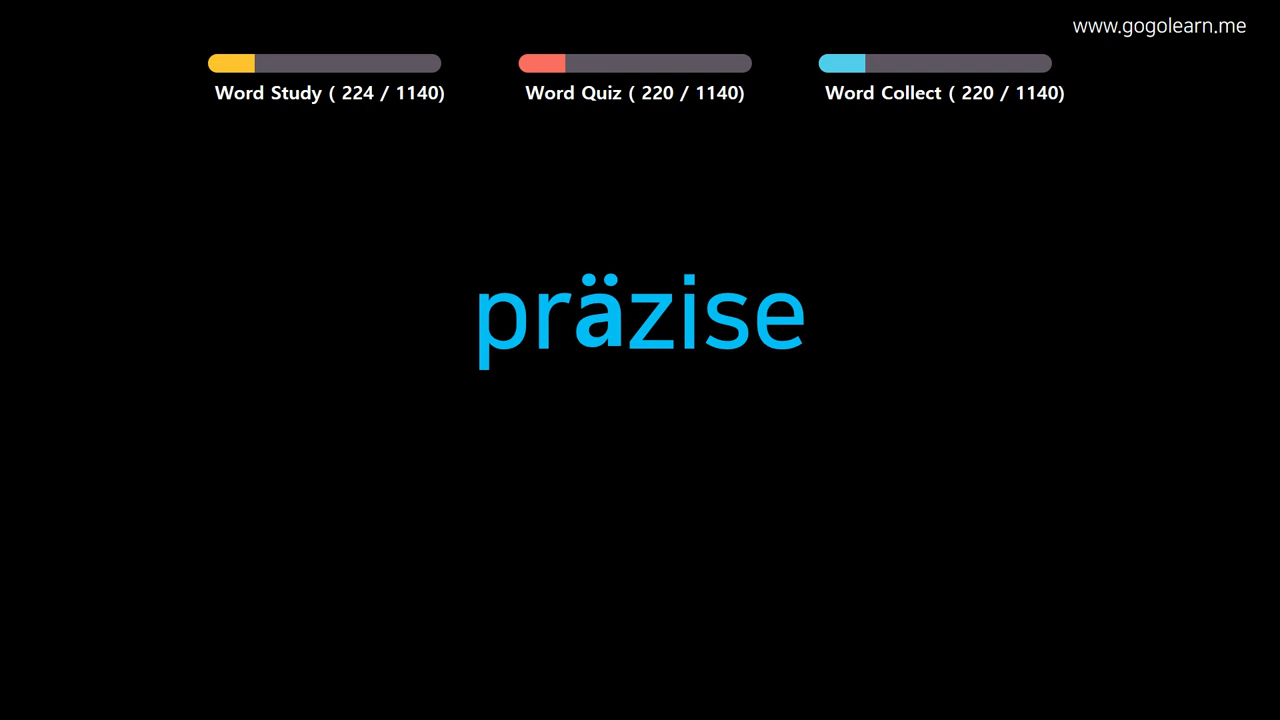 www.gogolearn.me
Word Study ( 224 / 1140)
Word Quiz ( 220 / 1140)
Word Collect ( 220 / 1140)
präzise